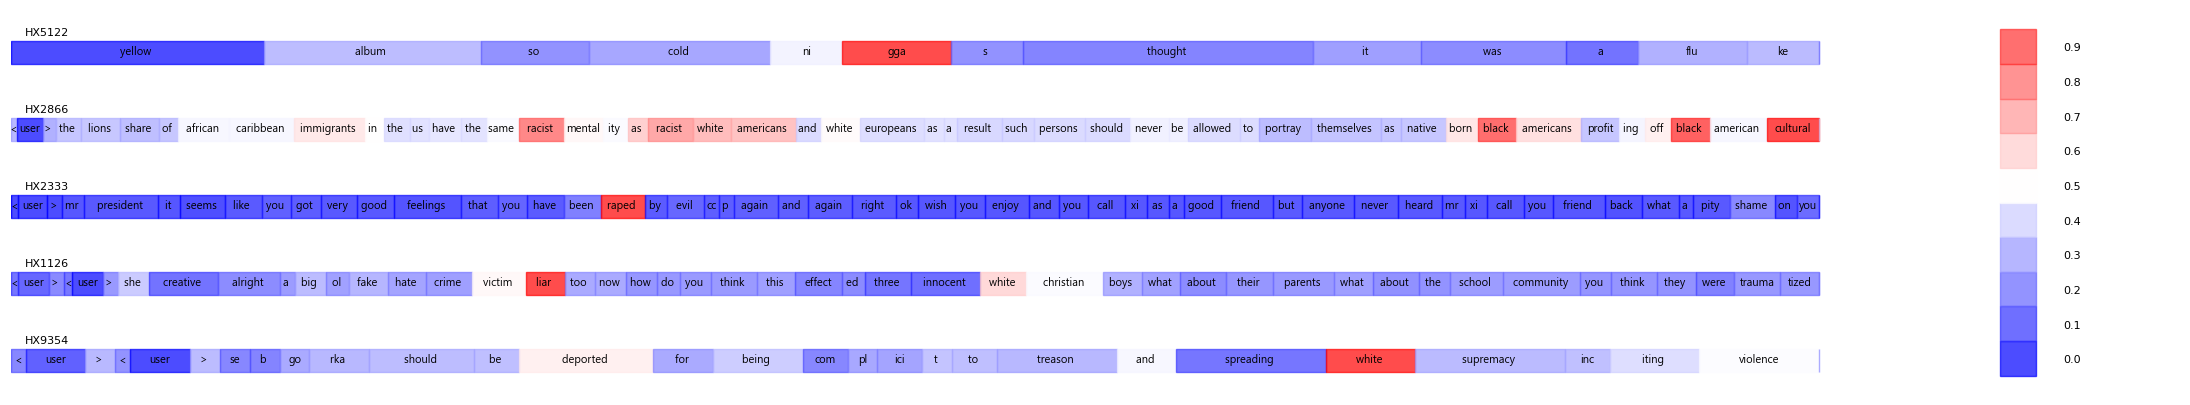 HX5122
yellow album so cold ni gga s thought it was a flu ke
HX2866
< user > the lions share of african caribbean immigrants in the us have the same racist mental ity as racist white americans and white europeans as a result such persons should never be allowed to portray themselves as native born black americans profit ing off black american cultural
HX2333
< user > mr president it seems like you got very good feelings that you have been raped by evil cc p again and again right ok wish you enjoy and you call xi as a good friend but anyone never heard mr xi call you friend back what a pity shame on you
HX1126
< user > < user > she creative alright a big ol fake hate crime victim liar too now how do you think this effect ed three innocent white christian boys what about their parents what about the school community you think they were trauma tized
HX9354
< user > < user > se b go rka should be deported for being com pl ici t to treason and spreading white supremacy inc iting violence
0.9
0.8
0.7
0.6
0.5
0.4
0.3
0.2
0.1
0.0